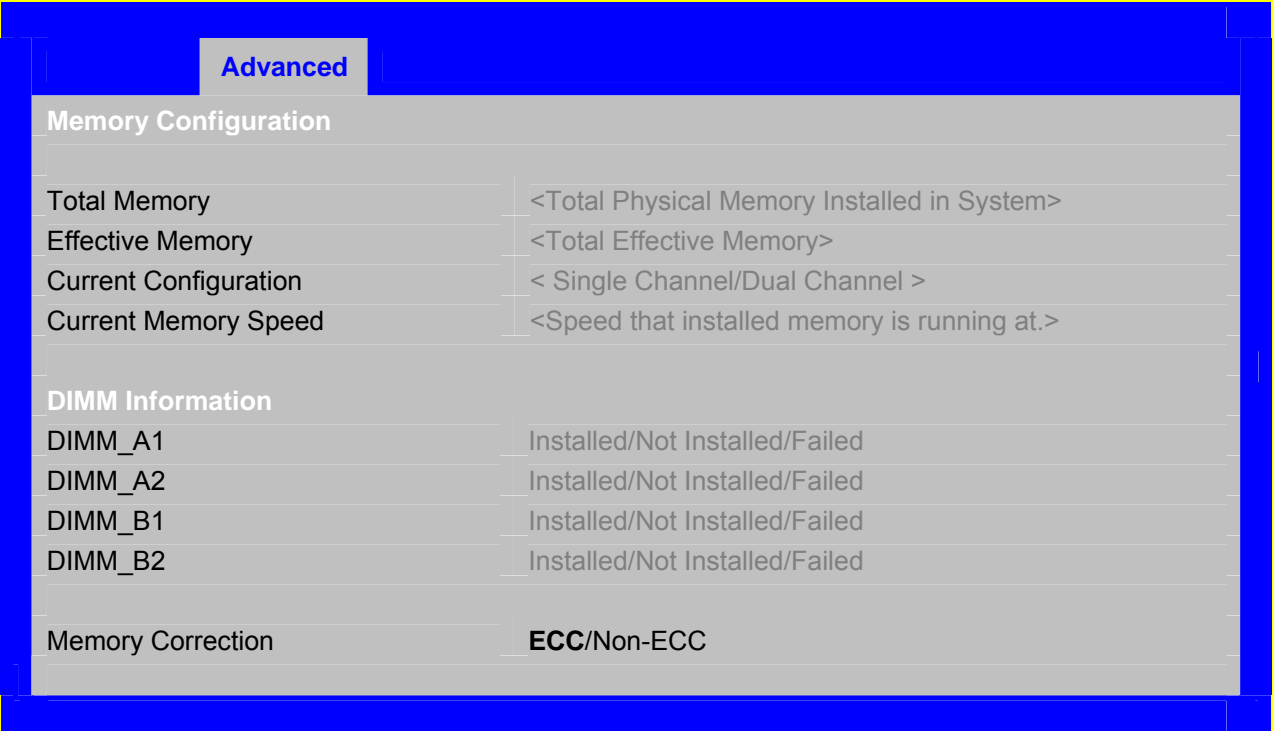 Advanced
Memory Configuration
Total Memory <Total Physical Memory Installed in System>
Effective Memory <Total Effective Memory>
Current Configuration < Single Channel/Dual Channel >
Current Memory Speed <Speed that installed memory is running at.>
DIMM Information
DIMM_A1 Installed/Not Installed/Failed
DIMM_A2 Installed/Not Installed/Failed
DIMM_B1 Installed/Not Installed/Failed
DIMM_B2 Installed/Not Installed/Failed
Memory Correction ECC/Non-ECC